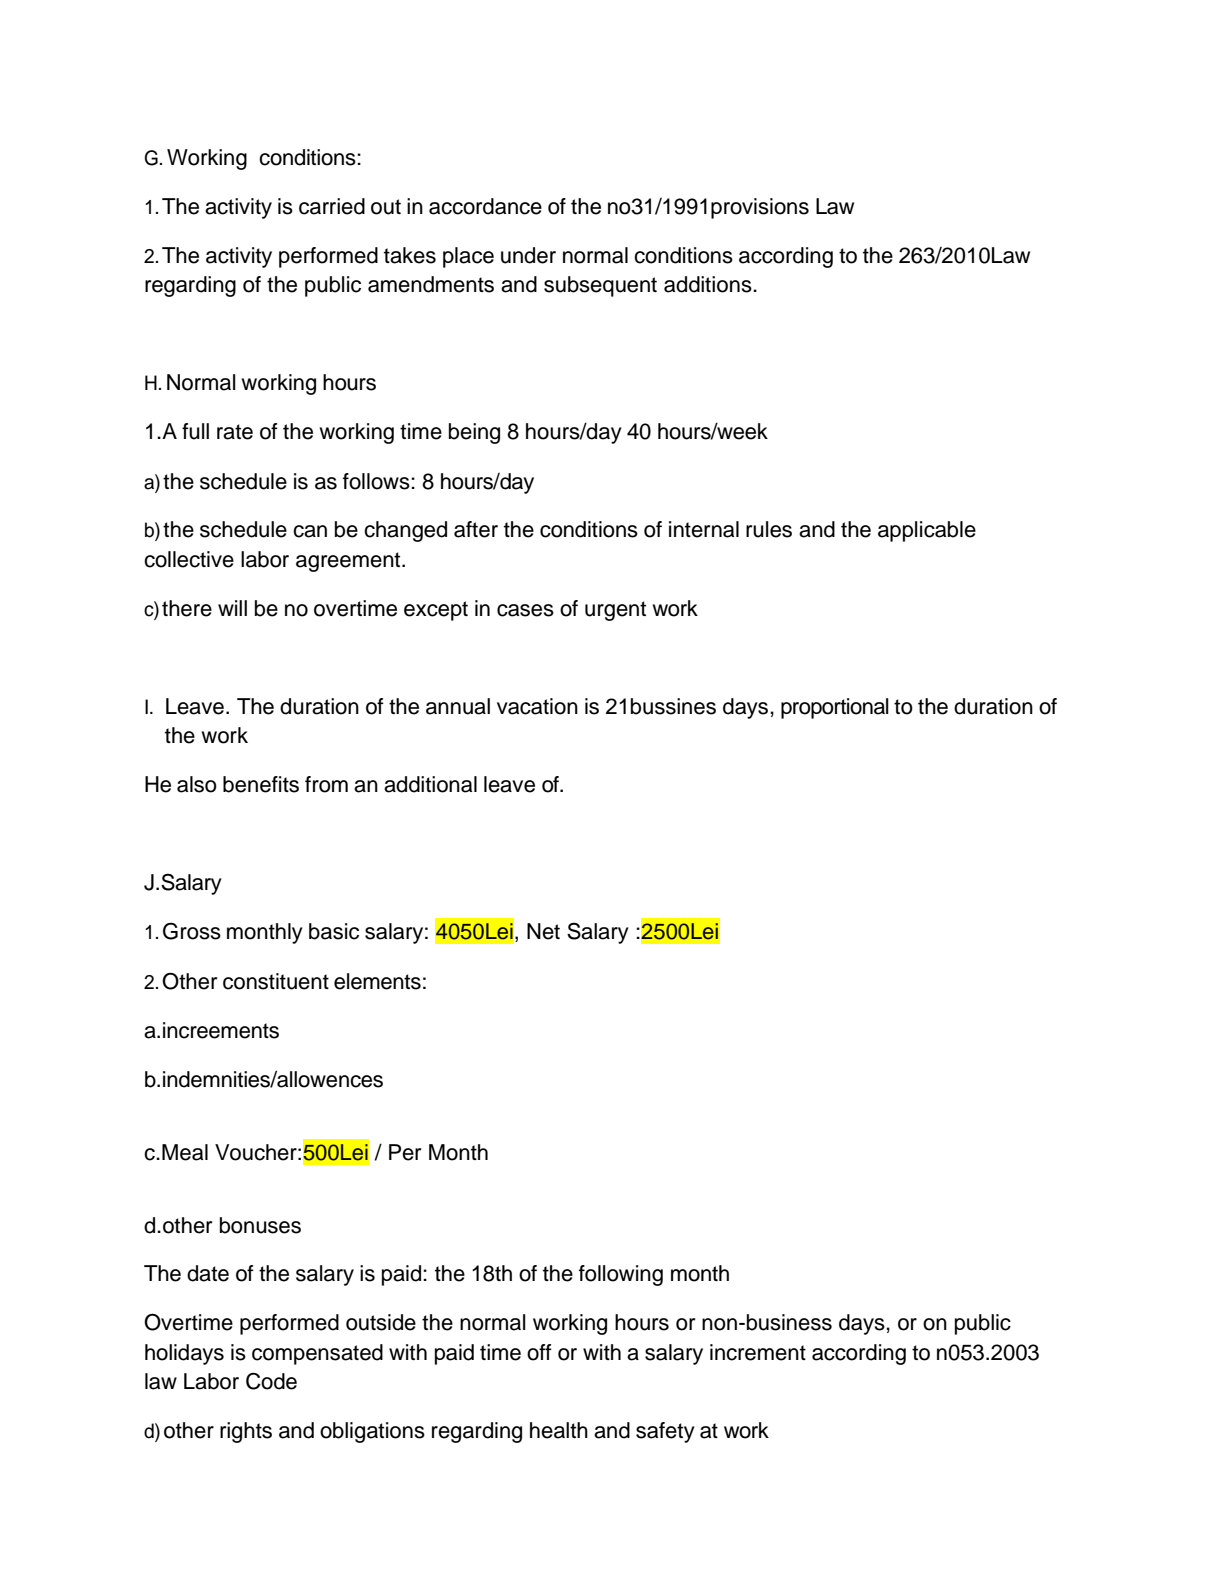 G. Working conditions:
1. The activity is carried out in accordance of the no31/1991provisions Law
2. The activity performed takes place under normal conditions according to the 263/2010Law
regarding of the public amendments and subsequent additions.
H. Normal working hours
1.A full rate of the working time being 8 hours/day 40 hours/week
a) the schedule is as follows: 8 hours/day
b) the schedule can be changed after the conditions of internal rules and the applicable
collective labor agreement.
c) there will be no overtime except in cases of urgent work
I. Leave. The duration of the annual vacation is 21bussines days, proportional to the duration of
the work
He also benefits from an additional leave of.
J.Salary
1. Gross monthly basic salary: 4050Lei, Net Salary :2500Lei
2. Other constituent elements:
a.increements
b.indemnities/allowences
c.Meal Voucher:500Lei / Per Month
d.other bonuses
The date of the salary is paid: the 18th of the following month
Overtime performed outside the normal working hours or non-business days, or on public
holidays is compensated with paid time off or with a salary increment according to n053.2003
law Labor Code
d) other rights and obligations regarding health and safety at work